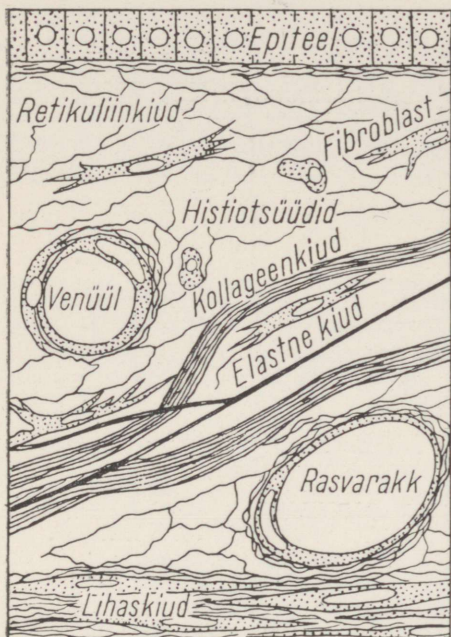 Epiteel
Retikuliinkiud
Fibroblast
Histiotsüüdid
Kollageenkiud
Venüül
Elastne kiud
Rasvarakk
Lihaskiud